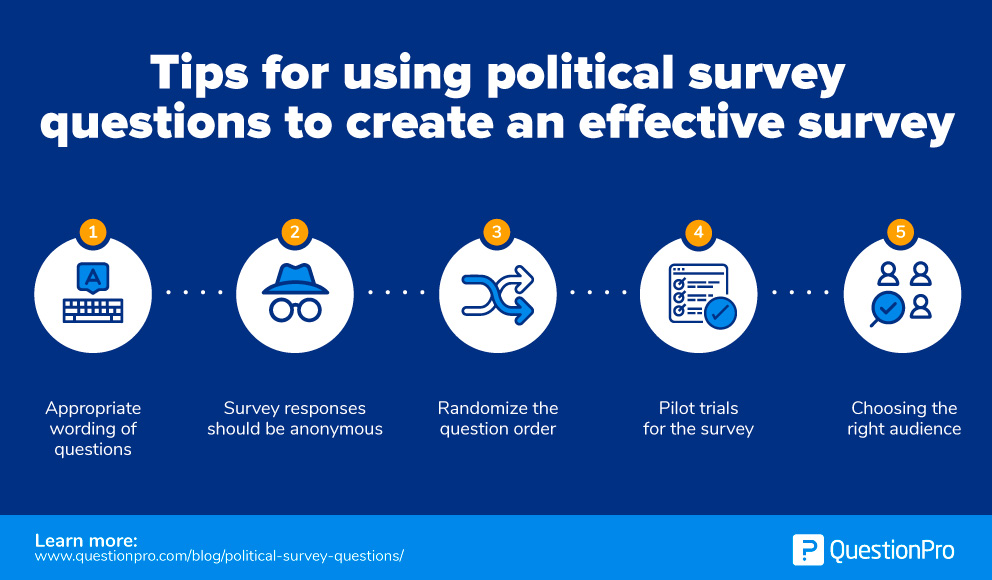 Tips for using political survey
questions to create an effective survey
1
2
3
4
5
A
Appropriate
wording of
questions
Survey responses
should be anonymous
Randomize the
question order
Pilot trials
for the survey
Choosing the
right audience
Learn more:
www.questionpro.com/blog/political-survey-questions/
QuestionPro